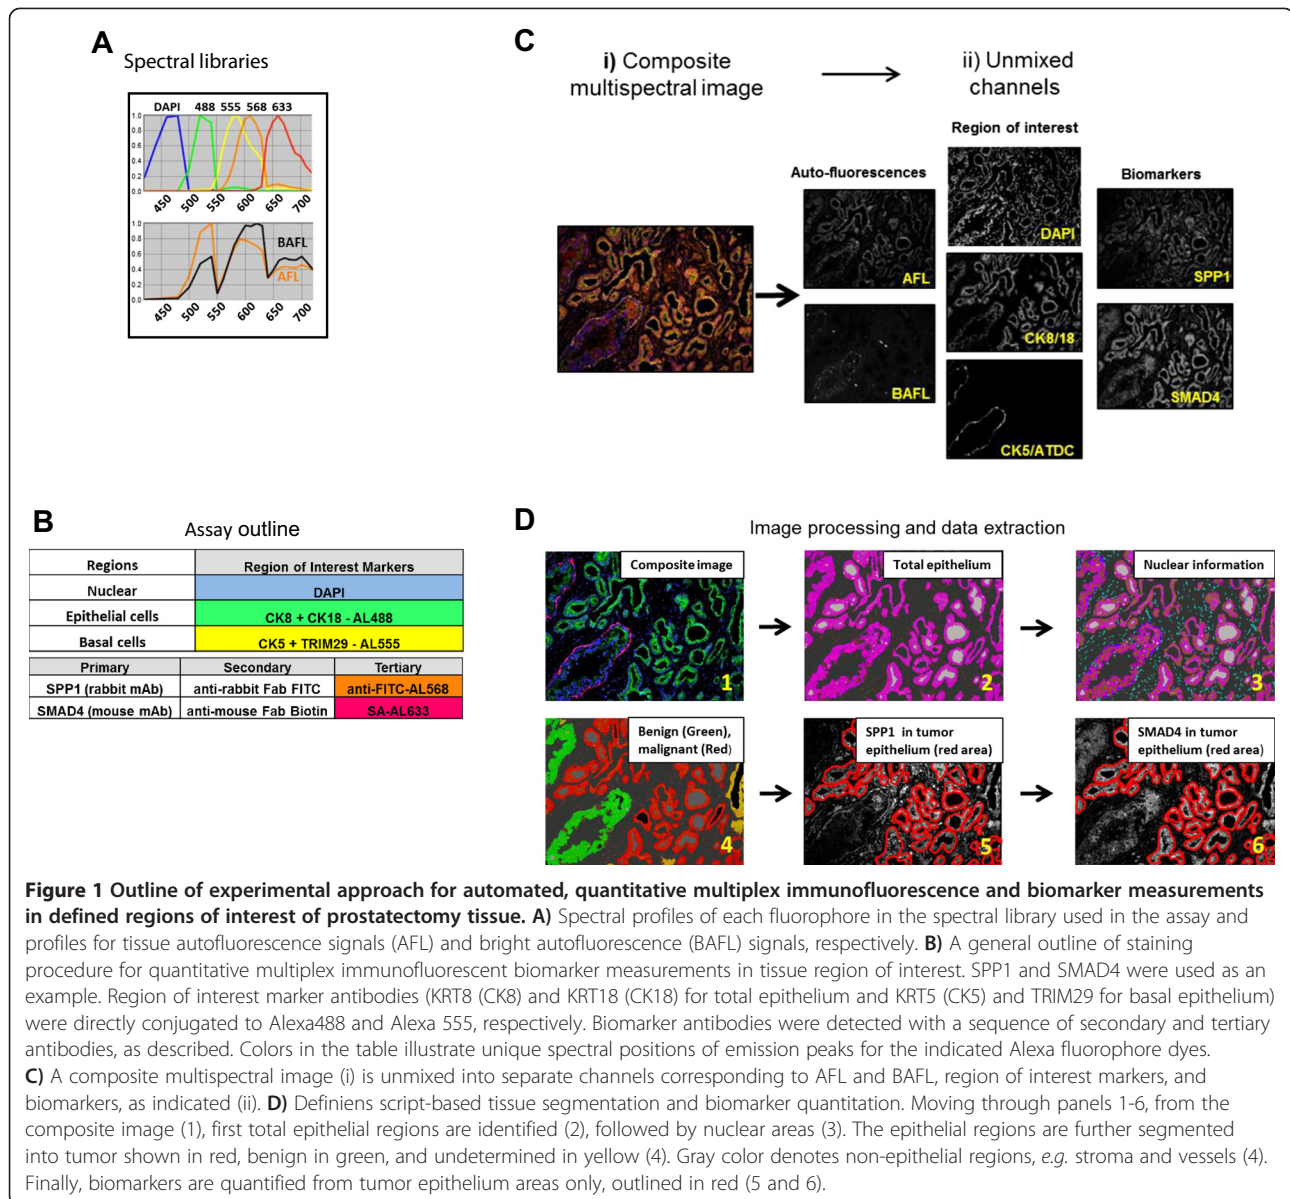 A
Spectral libraries
DAPI 488 555 568 633
1.0
0.8
0.6
0.4
0.2
0.0
450 500 550 600 650 700
1.0
0.8
0.6
0.4
0.2
0.0
BAFL
AFL
450 500 550 600 650 700
B
Assay outline
Regions Region of Interest Markers
Nuclear DAPI
Epithelial cells CK8 + CK18 - AL488
Basal cells CK5 + TRIM29 - AL555
Primary Secondary Tertiary
SPP1 (rabbit mAb) anti-rabbit Fab FITC anti-FITC-AL568
SMAD4 (mouse mAb) anti-mouse Fab Biotin SA-AL633
C
i) Composite
multispectral image
ii) Unmixed
channels
Auto-fluorescences
AFL
BAFL
Region of interest
DAPI
CK8/18
CK5/ATDC
Biomarkers
SPP1
SMAD4
D
Image processing and data extraction
Composite image
1
Total epithelium
2
Nuclear information
3
Benign (Green),
malignant (Red)
4
SPP1 in tumor
epithelium (red area)
5
SMAD4 in tumor
epithelium (red area)
6
Figure 1 Outline of experimental approach for automated, quantitative multiplex immunofluorescence and biomarker measurements
in defined regions of interest of prostatectomy tissue. A) Spectral profiles of each fluorophore in the spectral library used in the assay and
profiles for tissue autofluorescence signals (AFL) and bright autofluorescence (BAFL) signals, respectively. B) A general outline of staining
procedure for quantitative multiplex immunofluorescent biomarker measurements in tissue region of interest. SPP1 and SMAD4 were used as an
example. Region of interest marker antibodies (KRT8 (CK8) and KRT18 (CK18) for total epithelium and KRT5 (CK5) and TRIM29 for basal epithelium)
were directly conjugated to Alexa488 and Alexa 555, respectively. Biomarker antibodies were detected with a sequence of secondary and tertiary
antibodies, as described. Colors in the table illustrate unique spectral positions of emission peaks for the indicated Alexa fluorophore dyes.
C) A composite multispectral image (i) is unmixed into separate channels corresponding to AFL and BAFL, region of interest markers, and
biomarkers, as indicated (ii). D) Definiens script-based tissue segmentation and biomarker quantitation. Moving through panels 1-6, from the
composite image (1), first total epithelial regions are identified (2), followed by nuclear areas (3). The epithelial regions are further segmented
into tumor shown in red, benign in green, and undetermined in yellow (4). Gray color denotes non-epithelial regions, e.g. stroma and vessels (4).
Finally, biomarkers are quantified from tumor epithelium areas only, outlined in red (5 and 6).